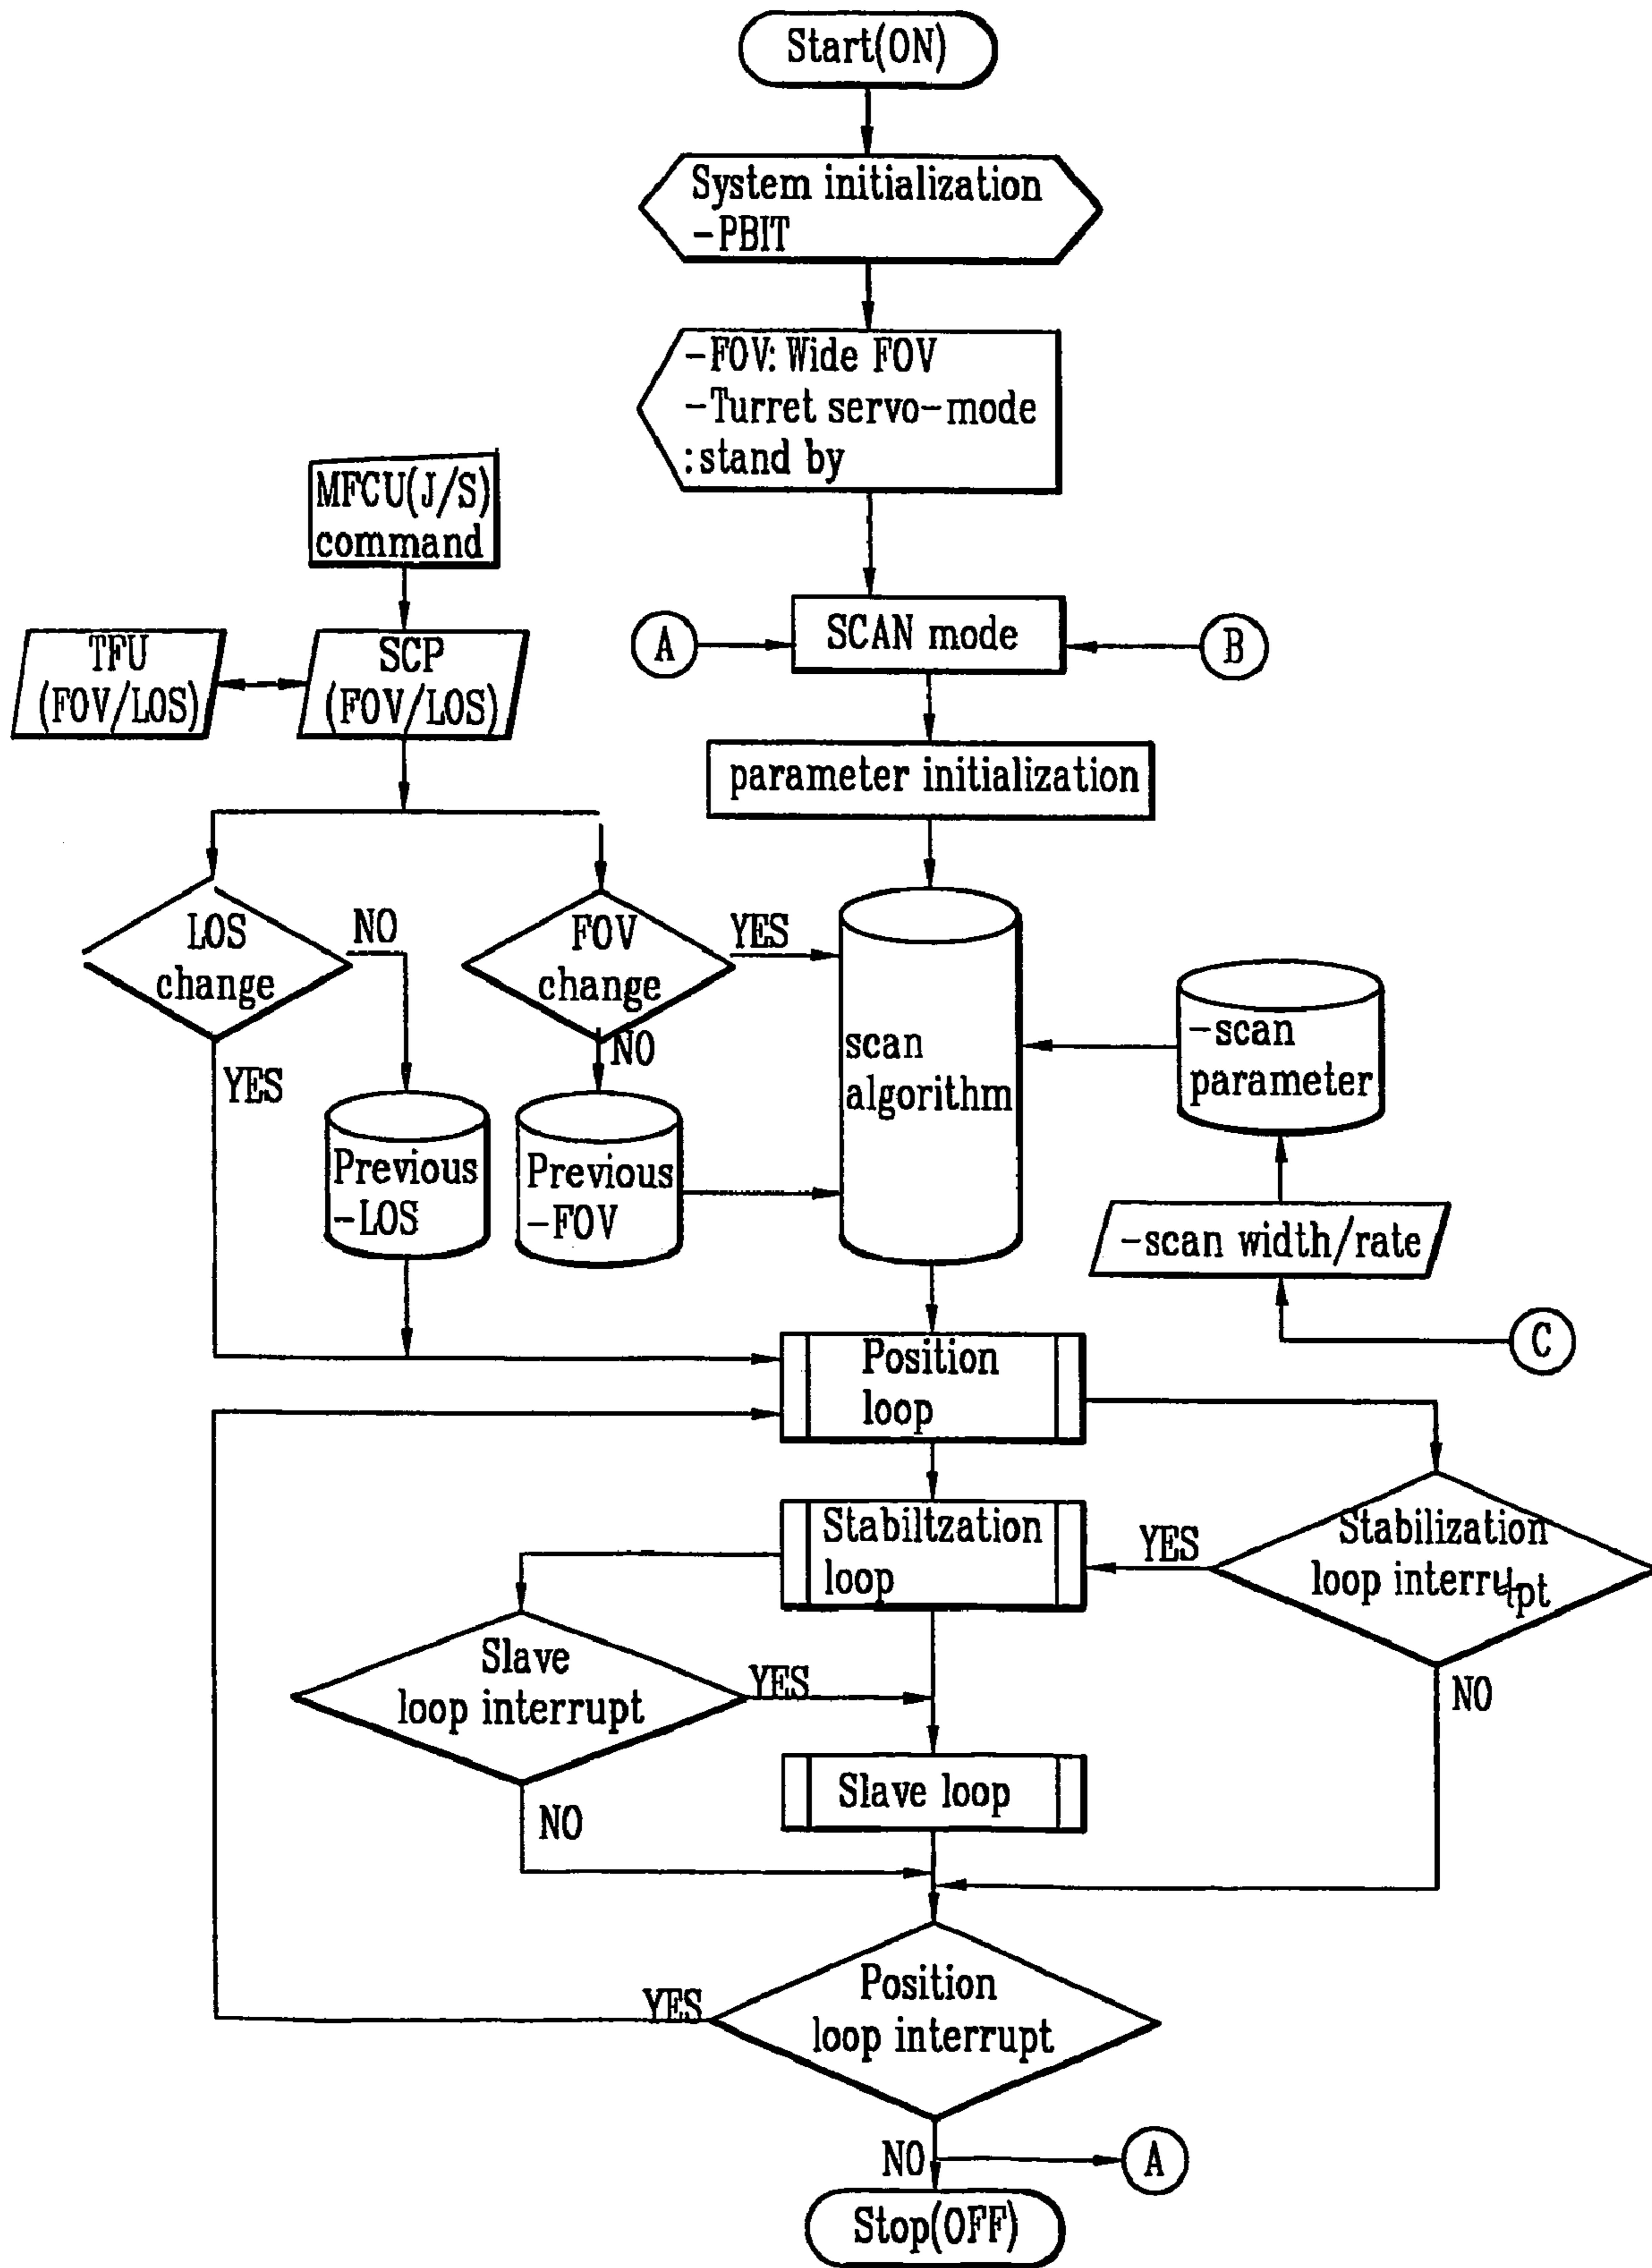 Start(ON)
System initialization
-PBIT
-FOV: Wide FOV
-Turret servo-mode
:stand by
MFCU(J/S)
command
TFU
(FOV/LOS)
SCP
(FOV/LOS)
A
SCAN mode
B
parameter initialization
LOS
change
NO
YES
FOV
change
YES
NO
scan
algorithm
-scan
parameter
Previous
-LOS
Previous
-FOV
-scan width/rate
C
Position
loop
Stabiltzation
loop
YES
Stabilization
loop interrupt
NO
Slave
loop interrupt
YES
NO
Slave loop
Position
loop interrupt
YES
NO
A
Stop(OFF)